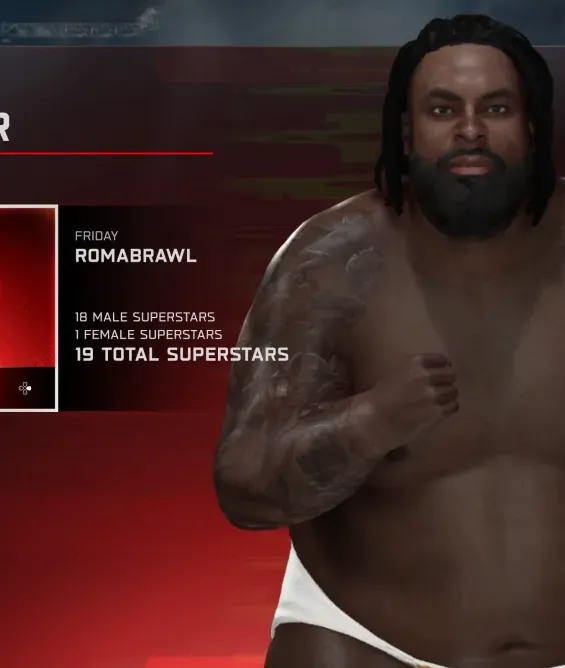 R
FRIDAY
ROMABRAWL
18 MALE SUPERSTARS
1 FEMALE SUPERSTARS
19 TOTAL SUPERSTARS